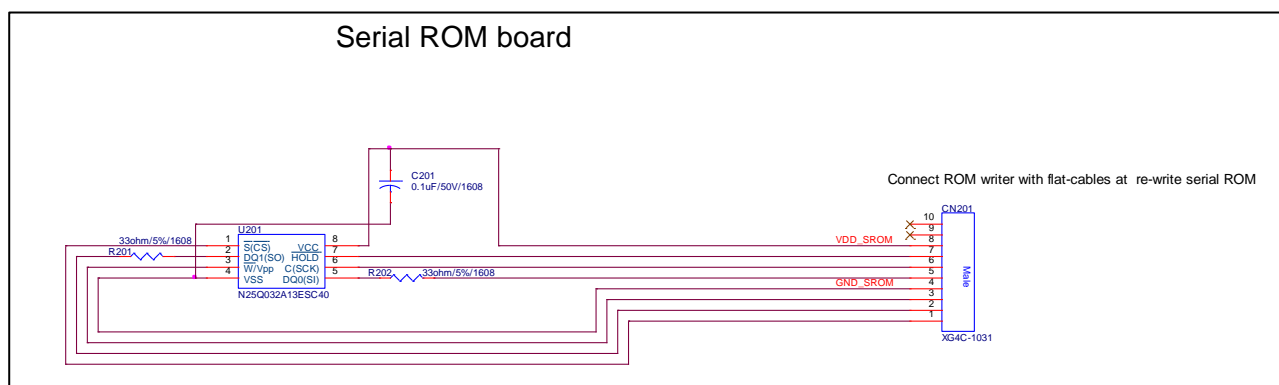 Serial ROM board
C201
0.1uF/50V/1608
Connect ROM writer with flat-cables at re-write serial ROM
CN201
10
9
8
7
6
5
4
3
2
1
VDD_SROM
GND_SROM
Male
XG4C-1031
33ohm/5%/1608
R201
U201
1 S(CS) VCC 8
2 DQ1(SO) HOLD 7
3 W/Vpp C(SCK) 6
4 VSS DQ0(SI) 5
N25Q032A13ESC40
R202 33ohm/5%/1608